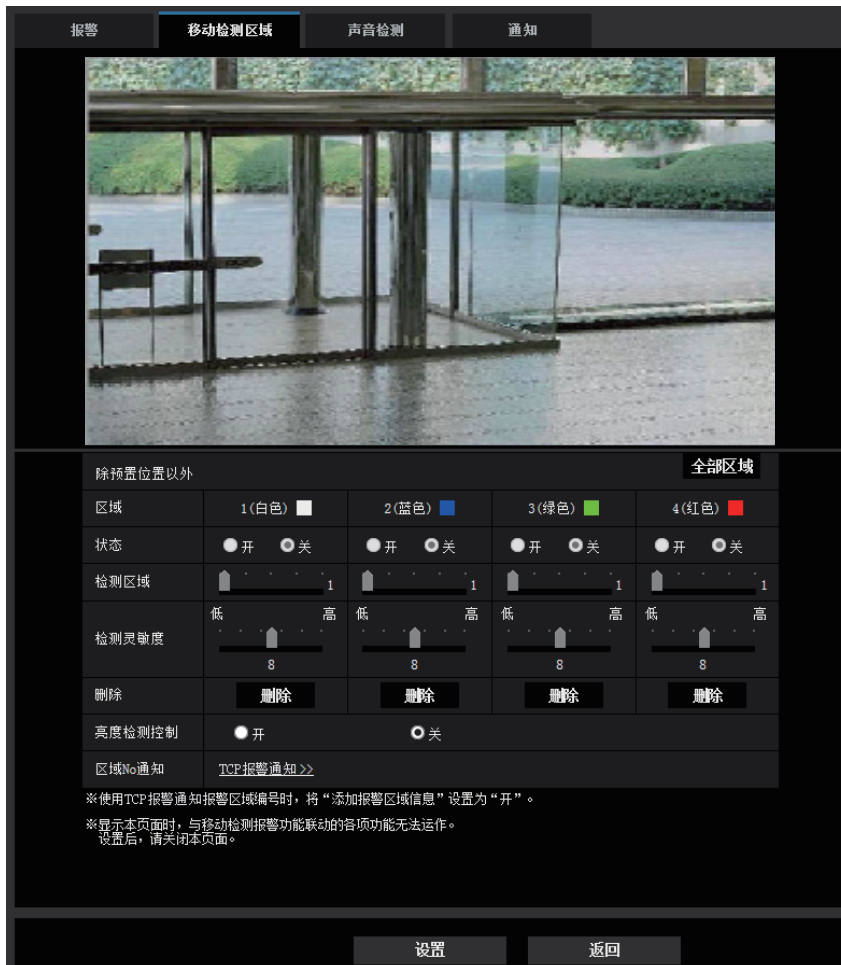 报警 移动检测区域 声音检测 通知
除预置位置以外 全部区域
区域 1(白色) 2(蓝色) 3(绿色) 4(红色)
状态 开 关 开 关 开 关 开 关
检测区域 1 1 1 1
低 高 低 高 低 高 低 高
检测灵敏度
8 8 8 8
删除 删除 删除 删除 删除
亮度检测控制 开 关
区域No通知 TCP报警通知>>
※使用TCP报警通知报警区域编号时，将“添加报警区域信息”设置为“开”。
※显示本页面时，与移动检测报警功能联动的各项功能无法运作。
设置后，请关闭本页面。
设置 返回